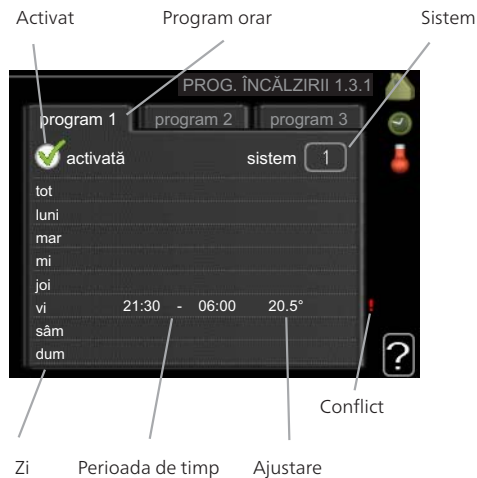 Activat Program orar Sistem
PROG. ÎNCĂLZIRII 1.3.1
program 1 program 2 program 3
activată sistem 1
tot
luni
mar
mi
joi
vi 21:30 - 06:00 20.5° !
sâm
dum
?
Conflict
Zi Perioada de timp Ajustare